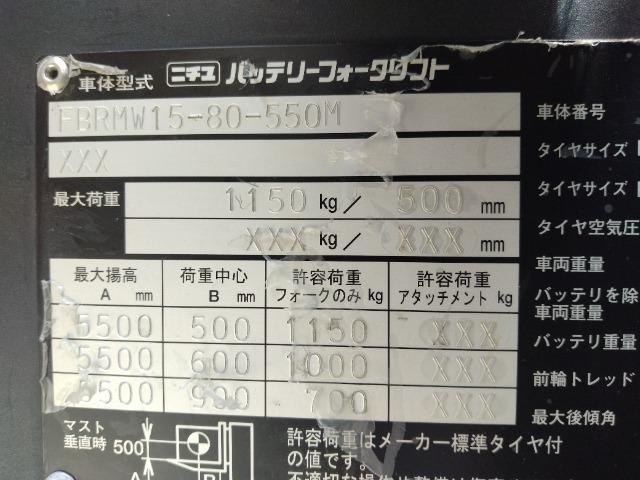 ニチユ バッテリーフォークリフト
車体型式
FBRMW15-80-550M
XXX
最大荷重 1150 kg/ 500 mm
XXX kg/ XXX mm
最大揚高 A mm 荷重中心 B mm 許容荷重 フォークのみ kg 許容荷重 アタッチメント kg
5500 500 1150 XXX
5500 600 1000 XXX
5500 900 700 XXX
マスト
垂直時 500
A B
許容荷重はメーカー標準タイヤ付
の値です。
車体番号
タイヤサイズ
タイヤサイズ
タイヤ空気圧
車両重量
バッテリを除
車両重量
バッテリ重量
前輪トレッド
最大後傾角